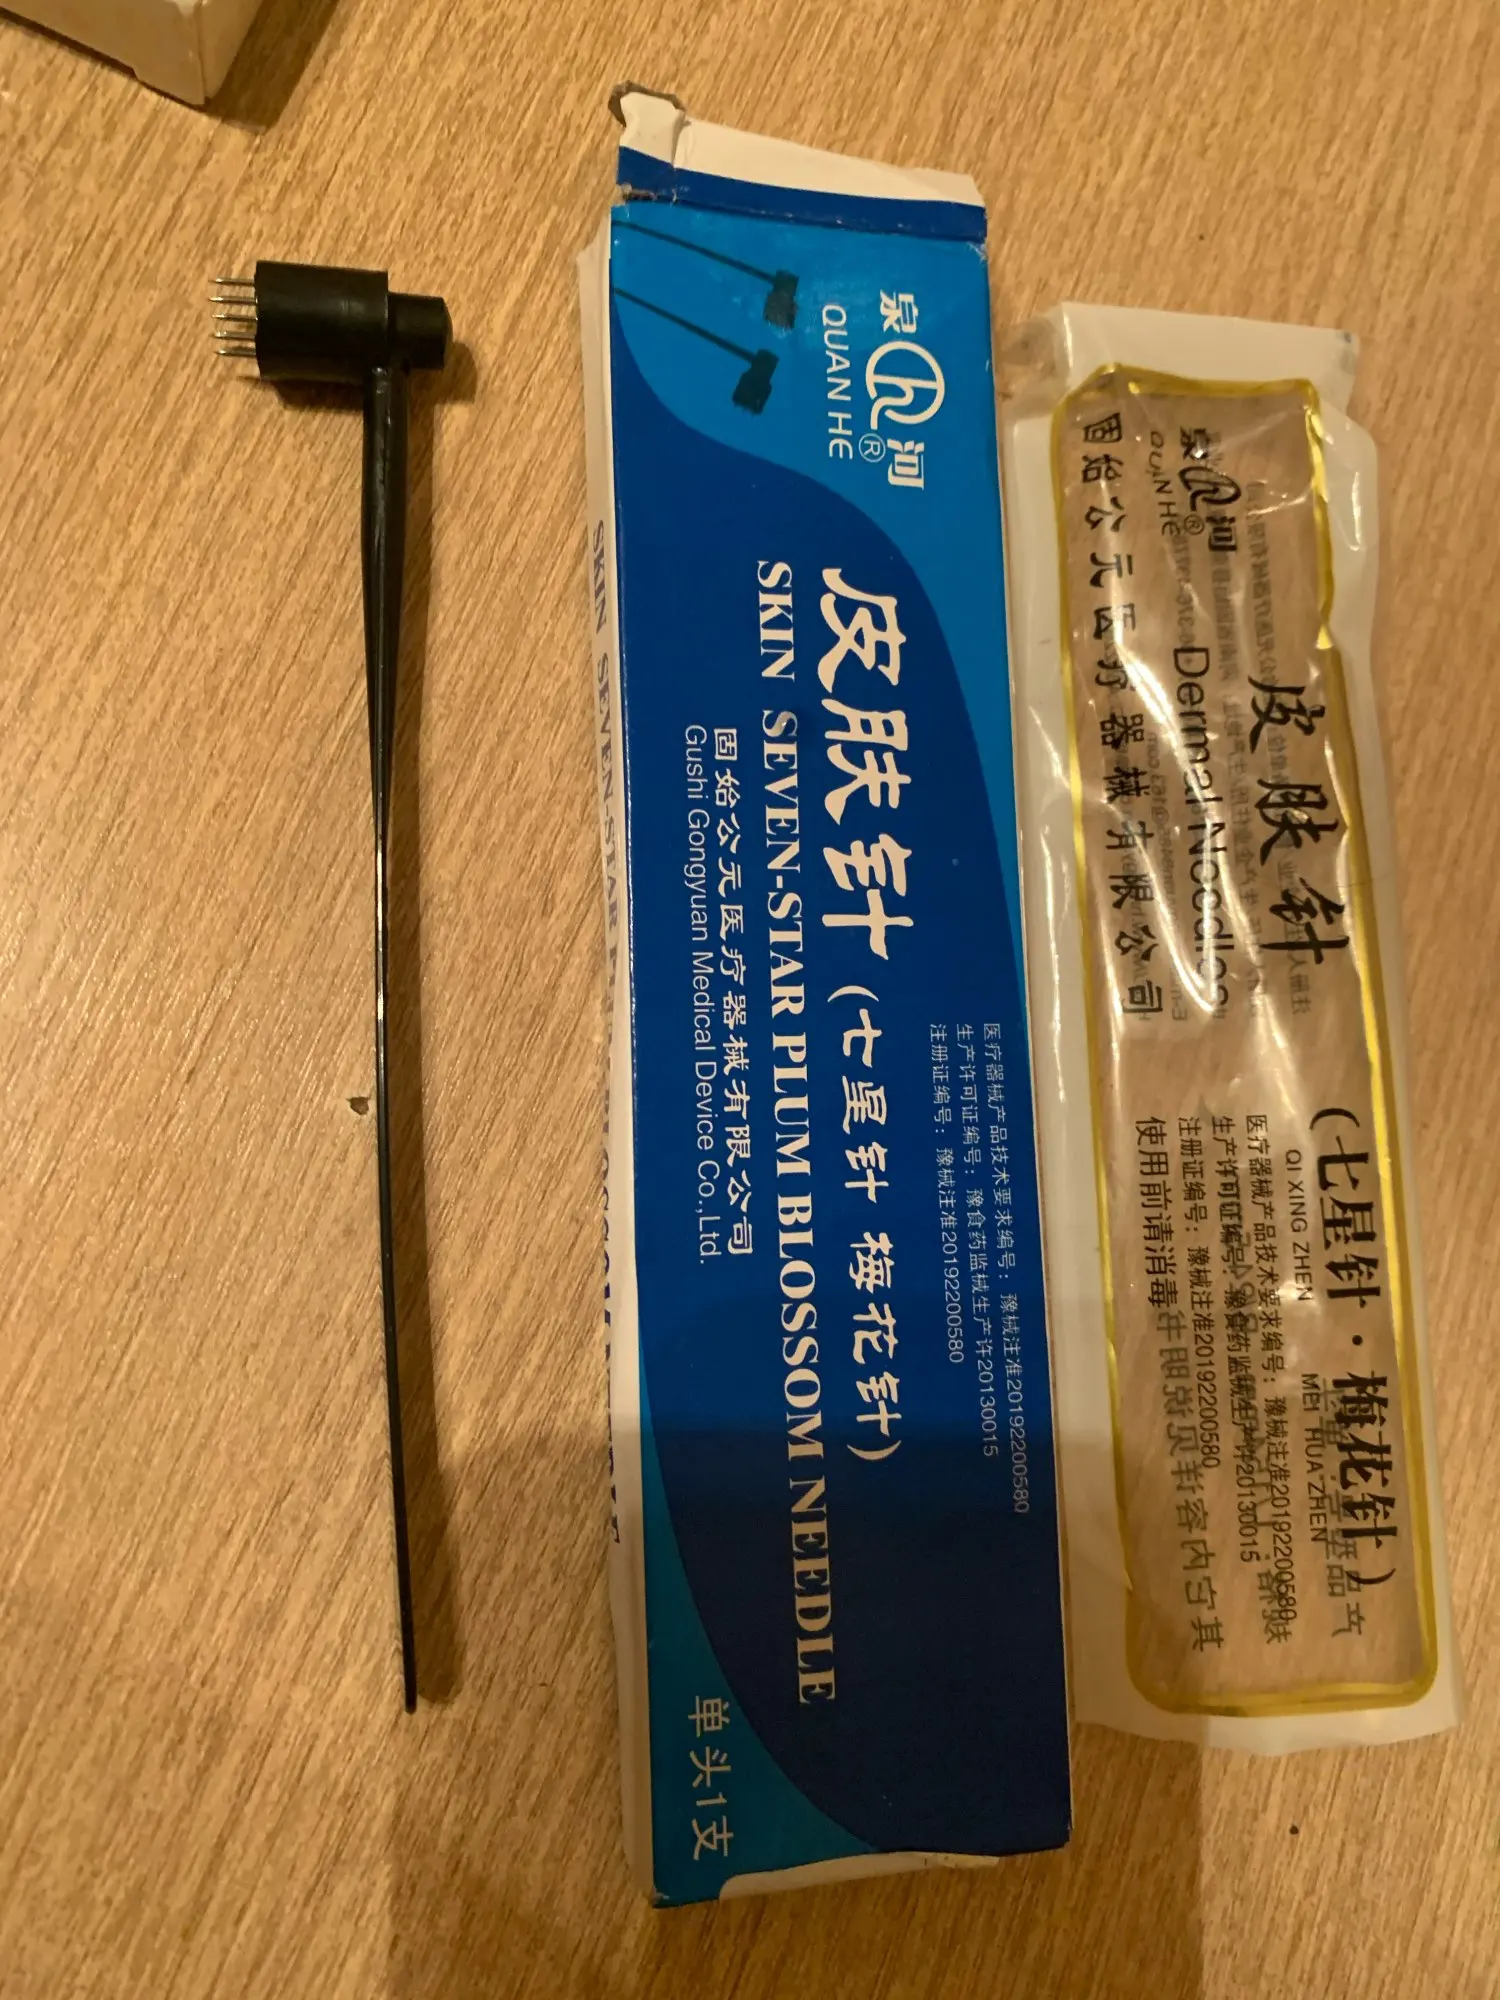 泉河®
QUAN HE
皮肤针(七星针 梅花针)
SKIN SEVEN-STAR PLUM BLOSSOM NEEDLE
固始公元医疗器械有限公司
Gushi Gongyuan Medical Device Co.,Ltd.
医疗器械产品技术要求编号:豫械注准20192200580
生产许可证编号:豫食药监械生产许20130015
注册证编号:豫械注准20192200580
单头1支
SKIN SEVEN-STAR
泉河®
QUAN HE
皮肤针(七星针·梅花针)
QI XING ZHEN MEI HUA ZHEN
Dermal Needles
固始公元医疗器械有限公司
医疗器械产品技术要求编号:豫械注准20192200580
生产许可证编号:豫食药监械生产许20130015
注册证编号:豫械注准20192200580
使用前请消毒